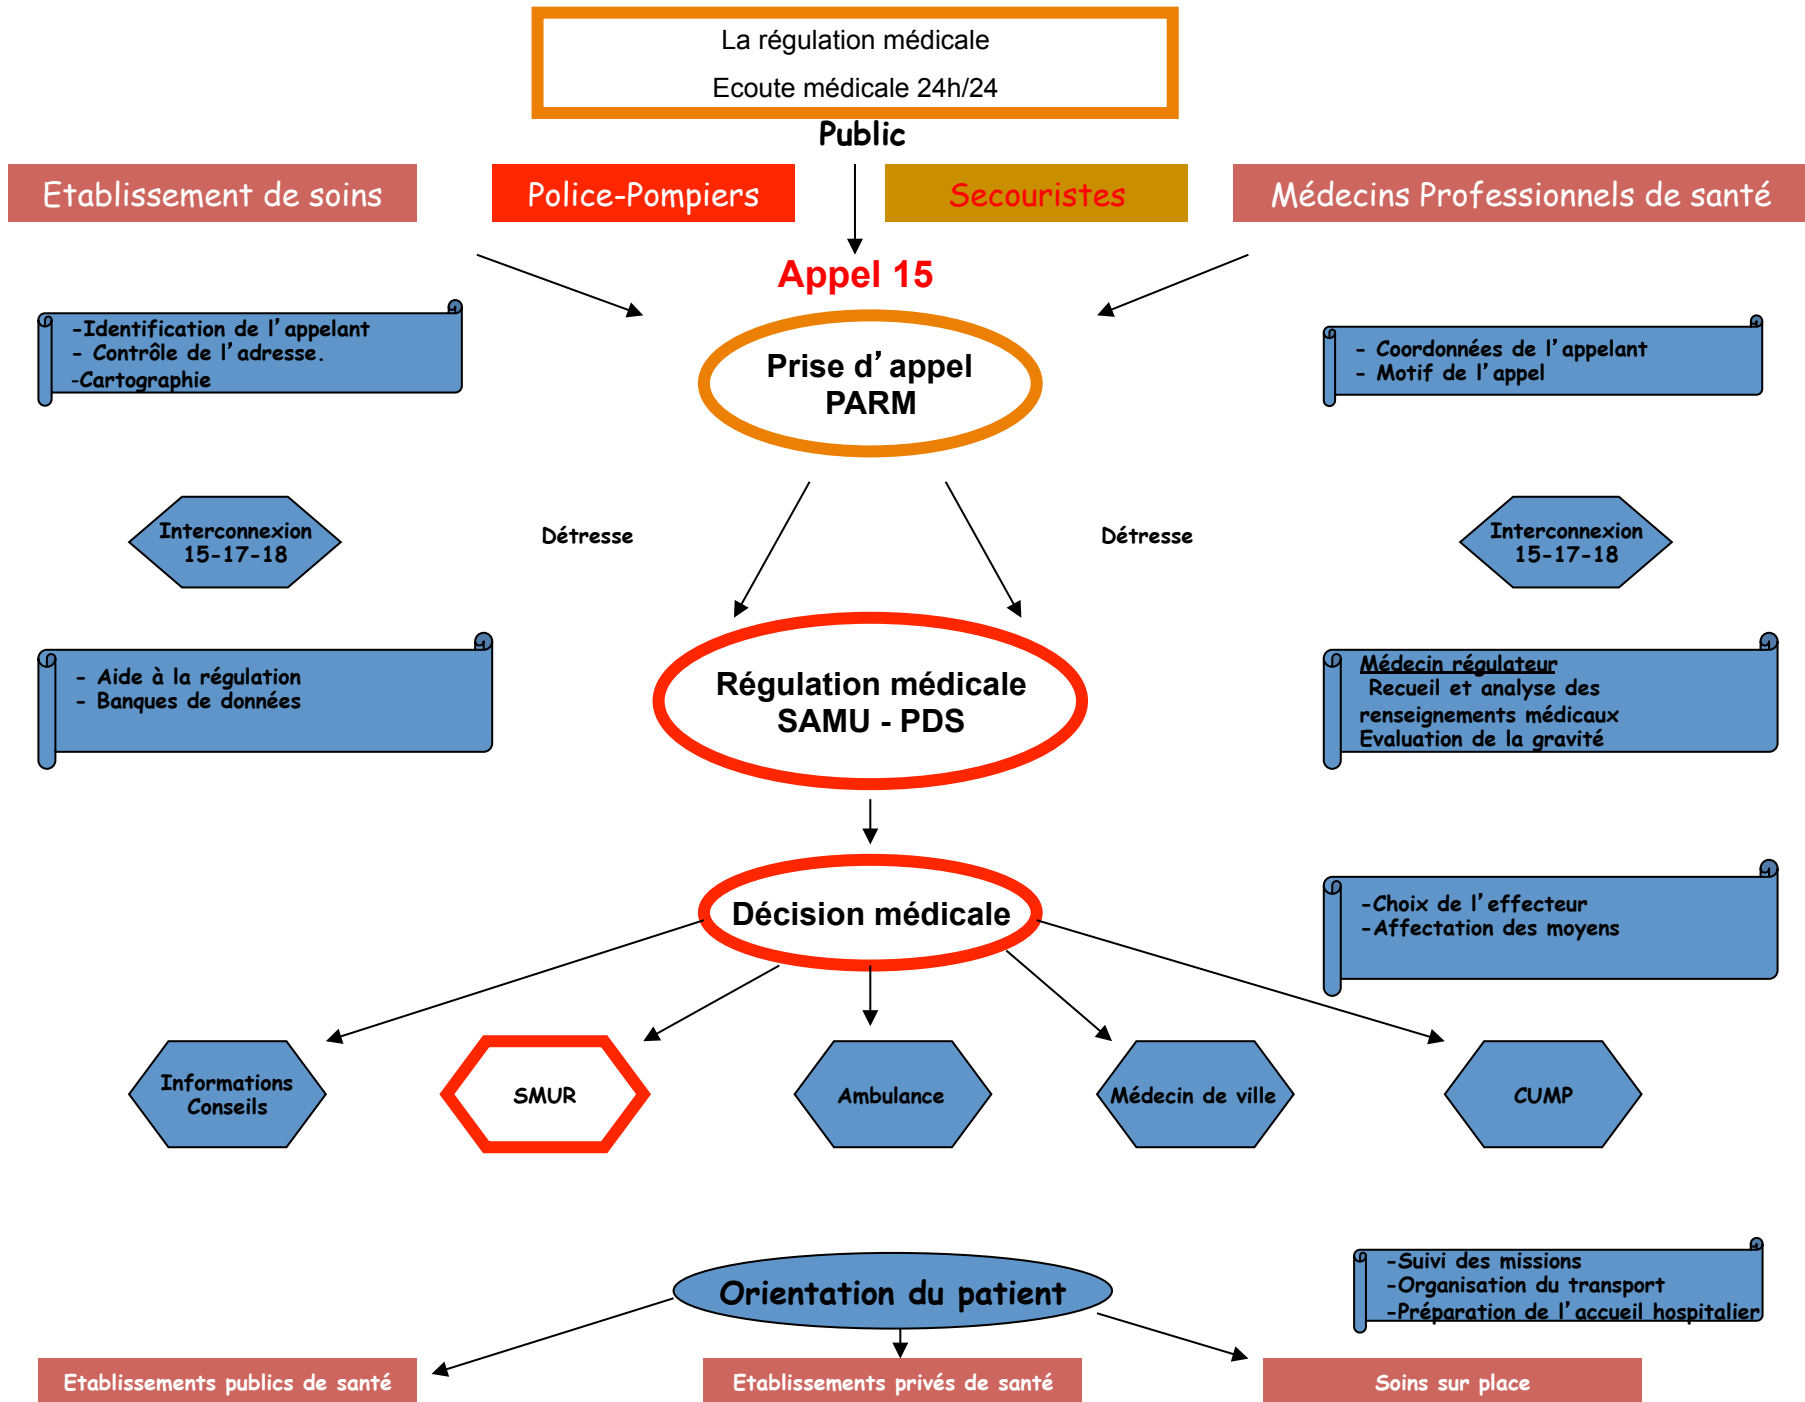 La régulation médicale
Ecoute médicale 24h/24
Public
Etablissement de soins
Police-Pompiers
Secouristes
Médecins Professionnels de santé
Appel 15
-Identification de l’appelant
- Contrôle de l’adresse.
-Cartographie
Prise d’appel
PARM
- Coordonnées de l’appelant
- Motif de l’appel
Interconnexion
15-17-18
Détresse
Détresse
Interconnexion
15-17-18
- Aide à la régulation
- Banques de données
Régulation médicale
SAMU - PDS
Médecin régulateur
Recueil et analyse des
renseignements médicaux
Evaluation de la gravité
Décision médicale
-Choix de l’effecteur
-Affectation des moyens
Informations
Conseils
SMUR
Ambulance
Médecin de ville
CUMP
Orientation du patient
-Suivi des missions
-Organisation du transport
-Préparation de l’accueil hospitalier
Etablissements publics de santé
Etablissements privés de santé
Soins sur place